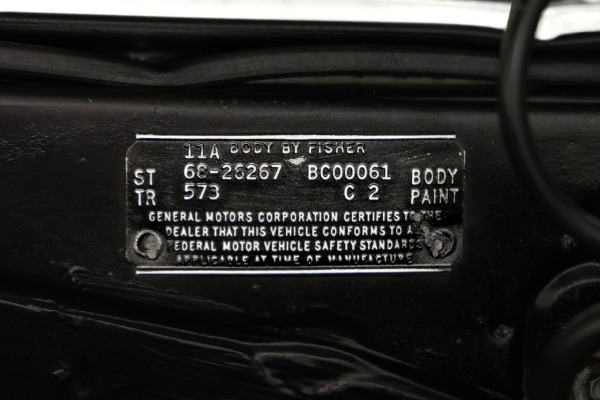 11A BODY BY FISHER
ST 68-26267 BC00061 BODY
TR 573 C 2 PAINT
GENERAL MOTORS CORPORATION CERTIFIES TO THE
DEALER THAT THIS VEHICLE CONFORMS TO ALL
FEDERAL MOTOR VEHICLE SAFETY STANDARDS
APPLICABLE AT TIME OF MANUFACTURE